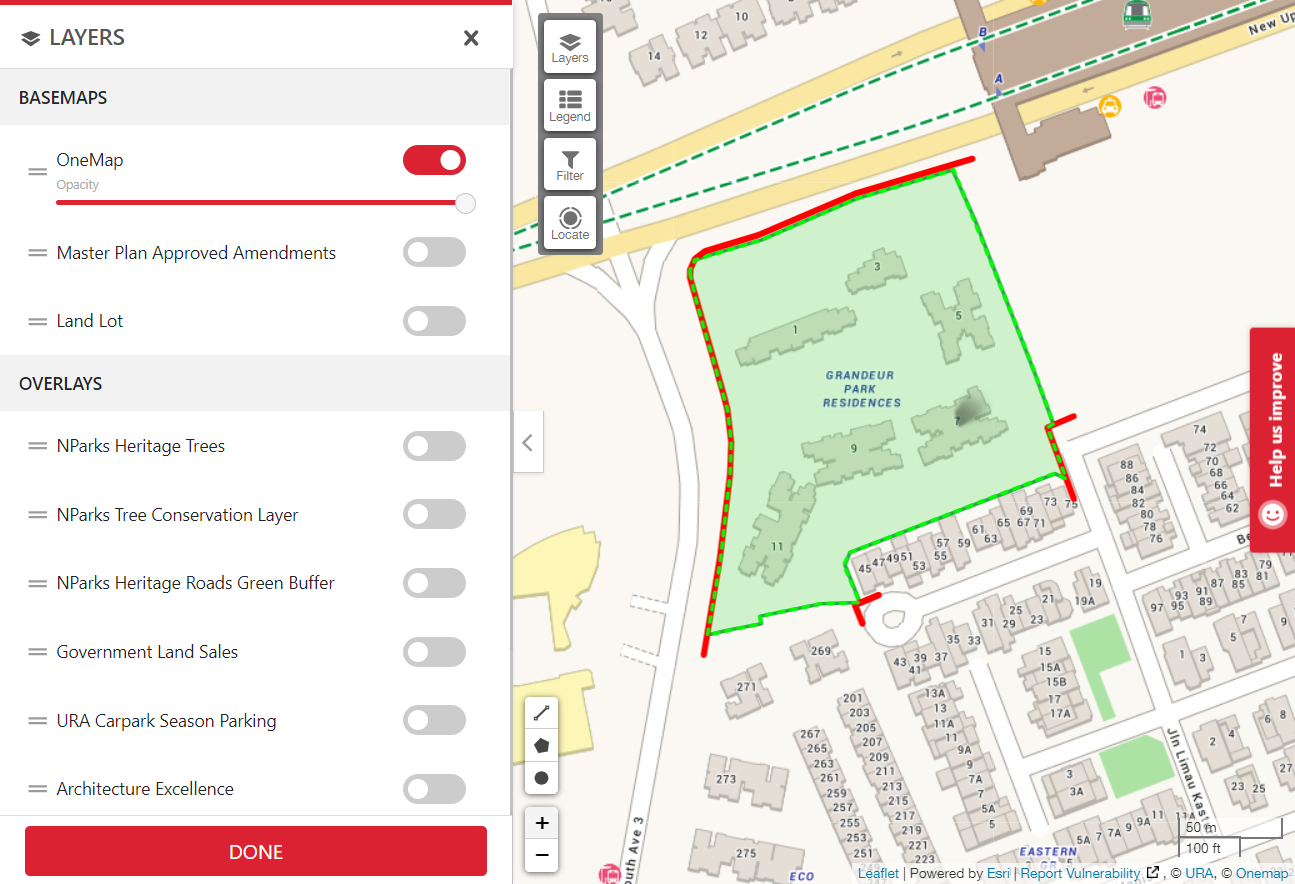 LAYERS
BASEMAPS
OneMap
Opacity
Master Plan Approved Amendments
Land Lot
OVERLAYS
NParks Heritage Trees
NParks Tree Conservation Layer
NParks Heritage Roads Green Buffer
Government Land Sales
URA Carpark Season Parking
Architecture Excellence
DONE
Layers
Legend
Filter
Locate
10
12
14
B
A
New Up
3
1
5
GRANDEUR
PARK
RESIDENCES
7
9
11
Help us improve
74
72
70
68
66
64
62
88
86
84
82
80
78
76
Be
73
75
69
71
67
65
61
63
59
57
55
53
51
49
47
45
79
81
83
85
87
91
89
93
95
97
19
19A
21
23
25
29
31
33
35
37
39
41
43
7
5
9
1
3
15
15A
15B
17
17A
269
271
273
275
201
203
205
207
209
211
213
215
217
219
221
223
267
265
263
261
259
257
255
253
251
249
13A
13
11A
11
9A
9
7A
7
5A
5
3
3A
Jln Limau Kast
6
8
2
4
27
23
25
5A
7
7A
9
9A
11
11A
EASTERN
GR
ECO
outh Ave 3
+
−
50 m
100 ft
Leaflet | Powered by Esri | Report Vulnerability , © URA, © Onemap